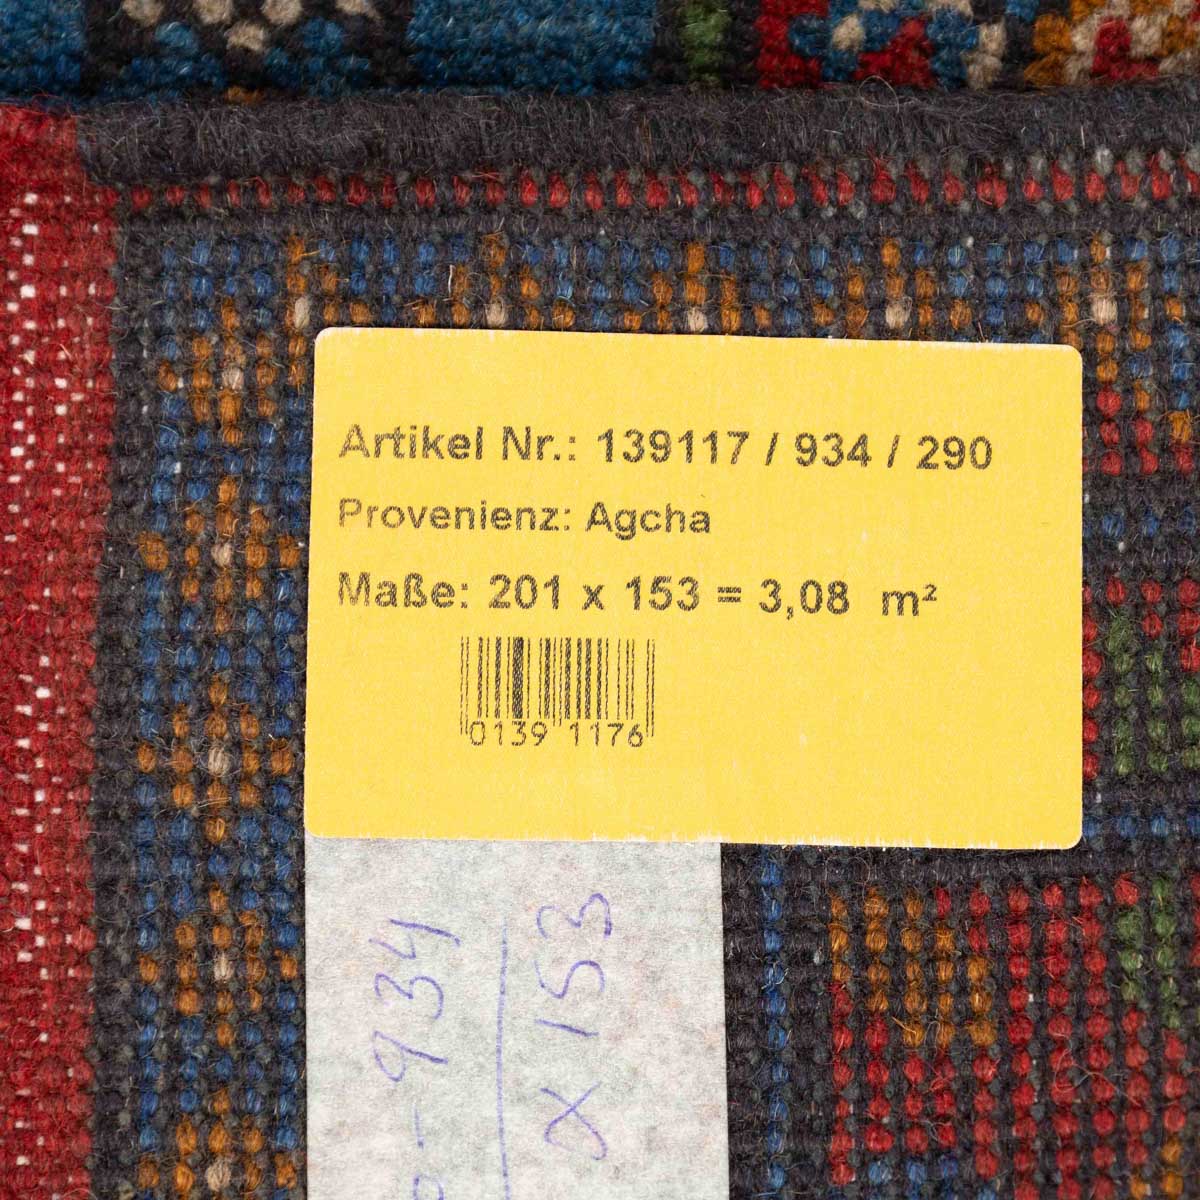 Artikel Nr.: 139117 / 934 / 290
Provenienz: Agcha
Maße: 201 x 153 = 3,08 m²
0139 1176
- 934
x 153